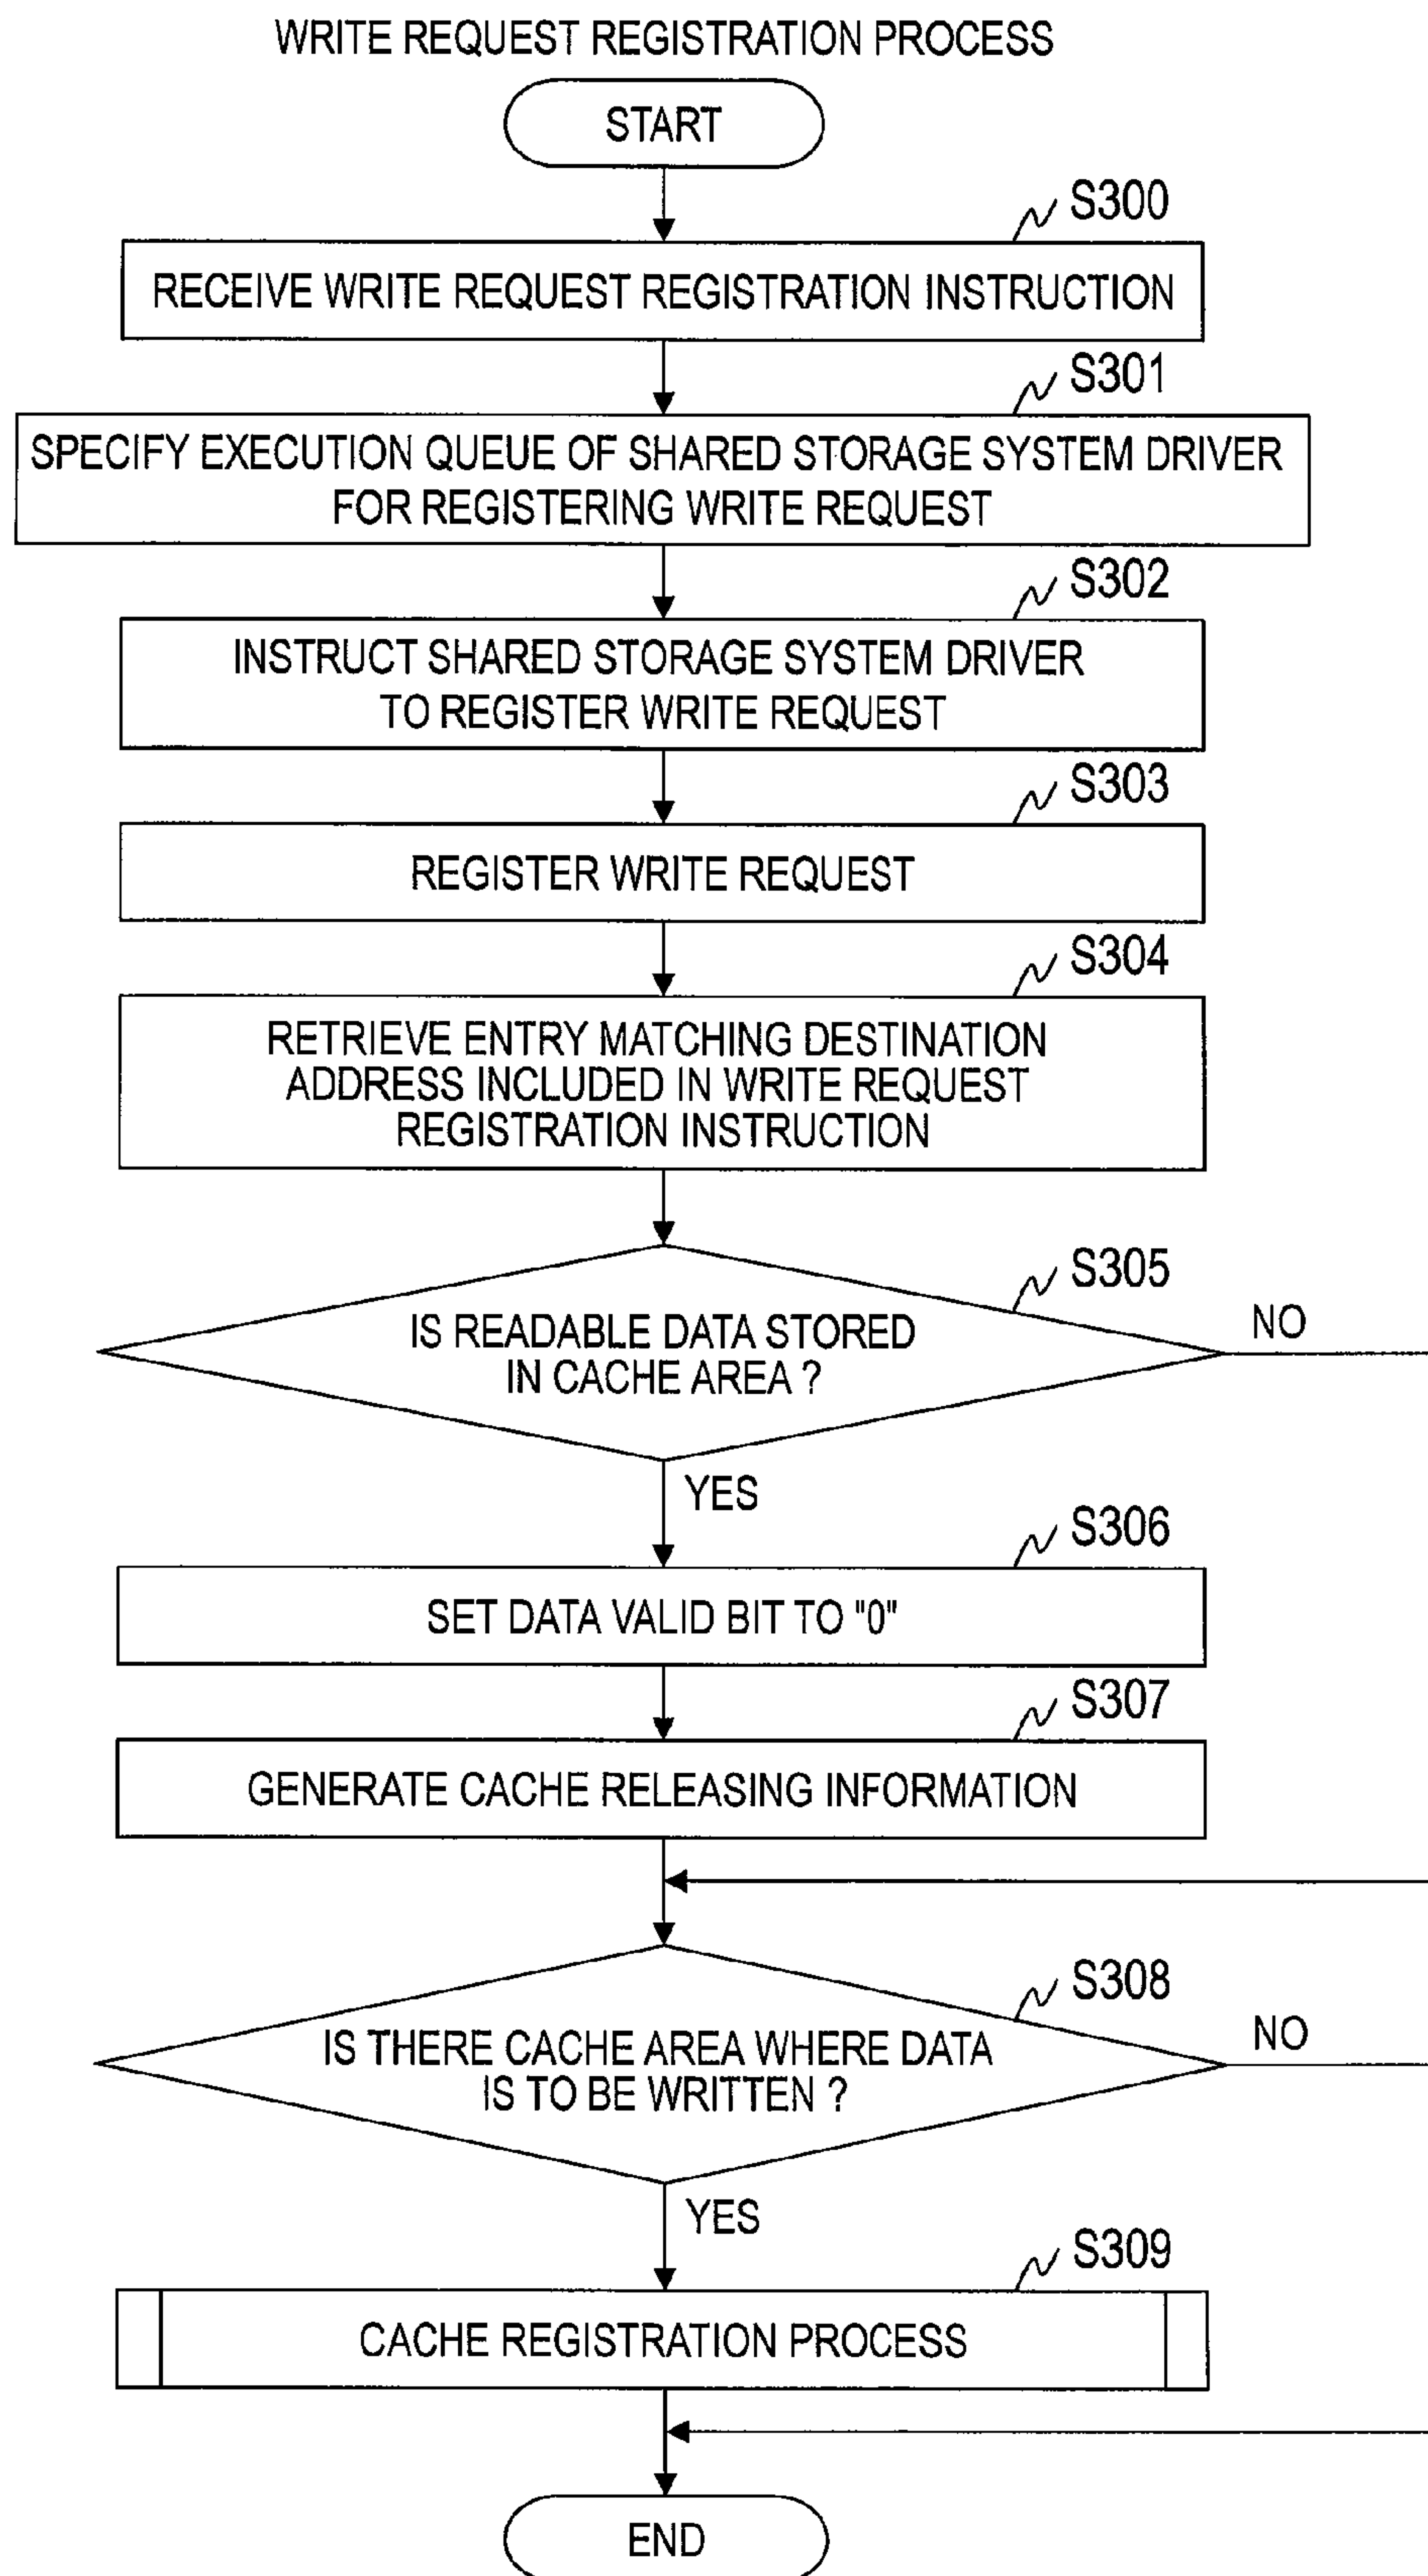 WRITE REQUEST REGISTRATION PROCESS
START
S300
RECEIVE WRITE REQUEST REGISTRATION INSTRUCTION
S301
SPECIFY EXECUTION QUEUE OF SHARED STORAGE SYSTEM DRIVER
FOR REGISTERING WRITE REQUEST
S302
INSTRUCT SHARED STORAGE SYSTEM DRIVER
TO REGISTER WRITE REQUEST
S303
REGISTER WRITE REQUEST
S304
RETRIEVE ENTRY MATCHING DESTINATION
ADDRESS INCLUDED IN WRITE REQUEST
REGISTRATION INSTRUCTION
S305
IS READABLE DATA STORED
IN CACHE AREA ?
NO
YES
S306
SET DATA VALID BIT TO "0"
S307
GENERATE CACHE RELEASING INFORMATION
S308
IS THERE CACHE AREA WHERE DATA
IS TO BE WRITTEN ?
NO
YES
S309
CACHE REGISTRATION PROCESS
END